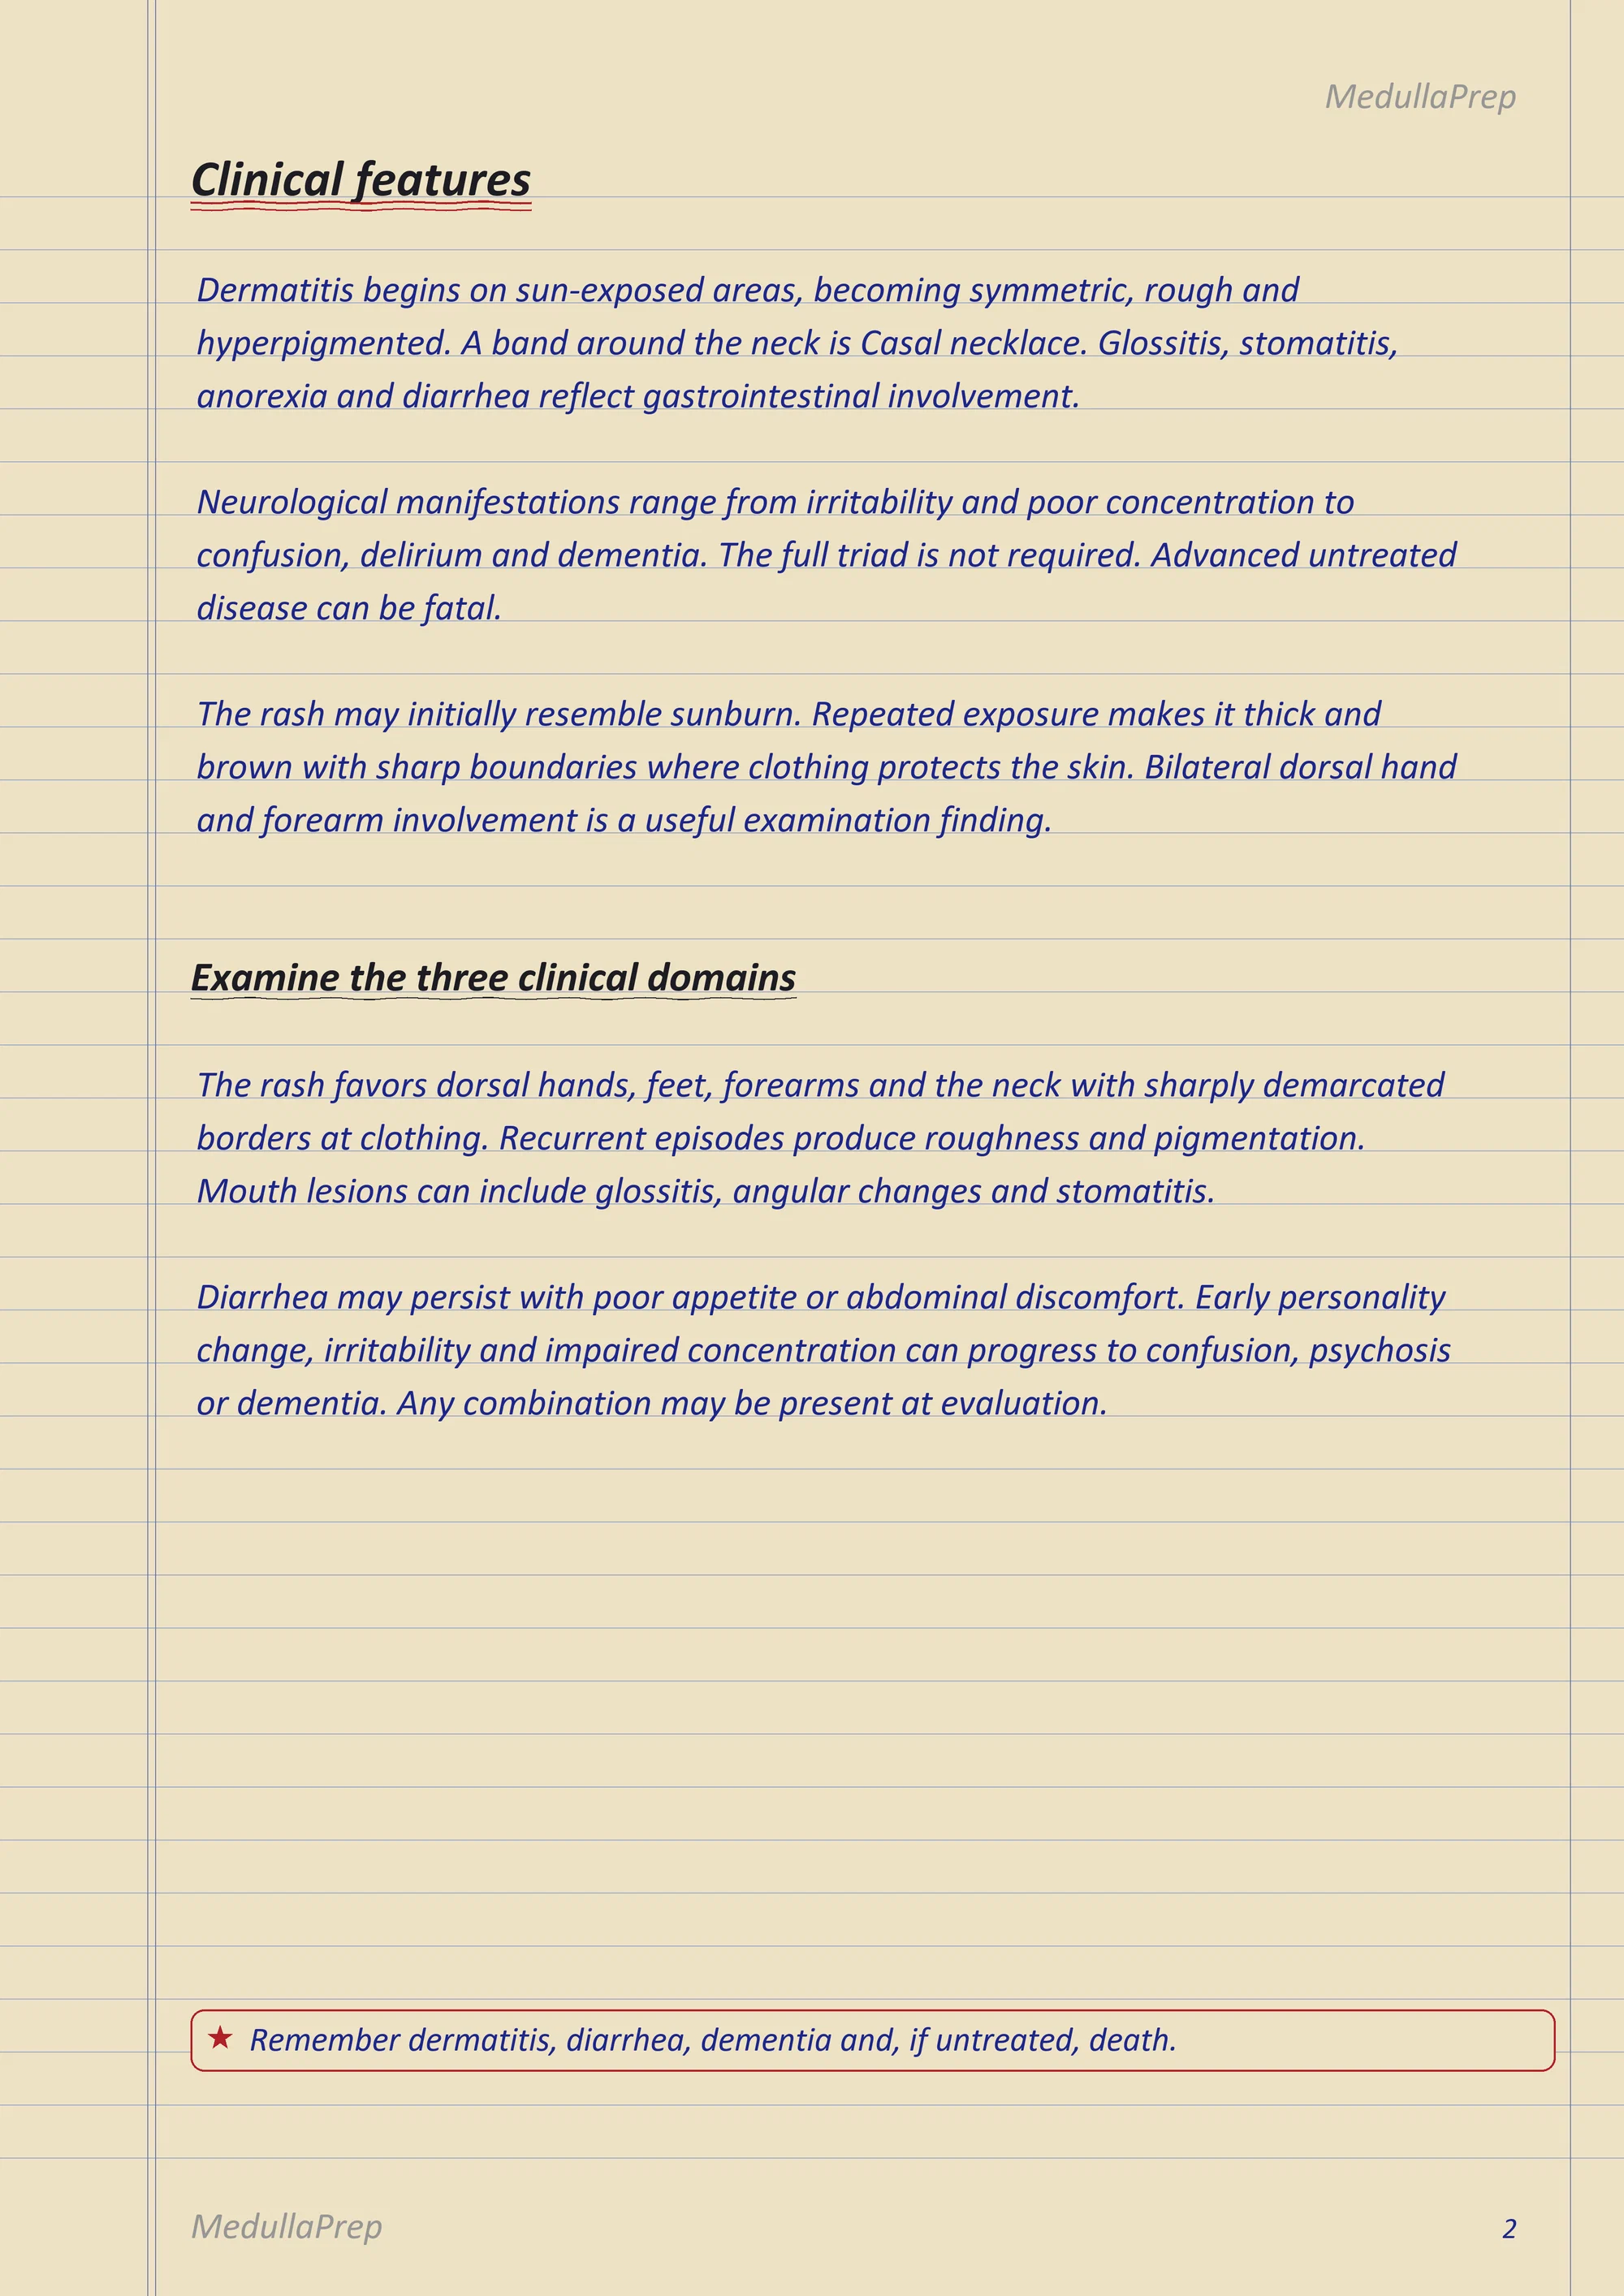 MedullaPrep
Clinical features
Dermatitis begins on sun-exposed areas, becoming symmetric, rough and
hyperpigmented. A band around the neck is Casal necklace. Glossitis, stomatitis,
anorexia and diarrhea reflect gastrointestinal involvement.
Neurological manifestations range from irritability and poor concentration to
confusion, delirium and dementia. The full triad is not required. Advanced untreated
disease can be fatal.
The rash may initially resemble sunburn. Repeated exposure makes it thick and
brown with sharp boundaries where clothing protects the skin. Bilateral dorsal hand
and forearm involvement is a useful examination finding.
Examine the three clinical domains
The rash favors dorsal hands, feet, forearms and the neck with sharply demarcated
borders at clothing. Recurrent episodes produce roughness and pigmentation.
Mouth lesions can include glossitis, angular changes and stomatitis.
Diarrhea may persist with poor appetite or abdominal discomfort. Early personality
change, irritability and impaired concentration can progress to confusion, psychosis
or dementia. Any combination may be present at evaluation.
★ Remember dermatitis, diarrhea, dementia and, if untreated, death.
MedullaPrep
2